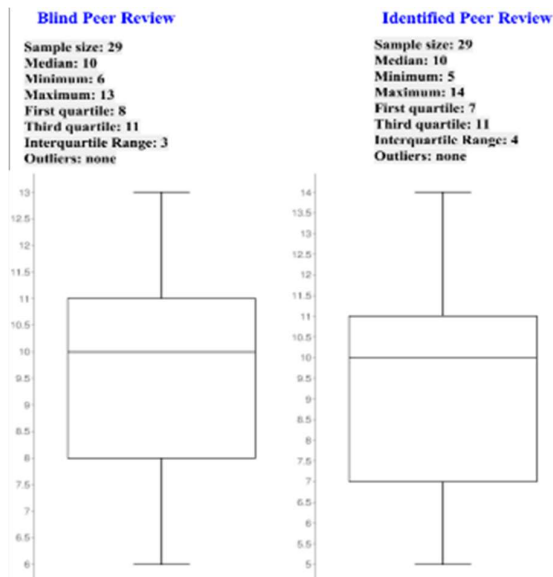 Blind Peer Review
Sample size: 29
Median: 10
Minimum: 6
Maximum: 13
First quartile: 8
Third quartile: 11
Interquartile Range: 3
Outliers: none
13
12.5
12
11.5
11
10.5
10
9.5
9
8.5
8
7.5
7
6.5
6
Identified Peer Review
Sample size: 29
Median: 10
Minimum: 5
Maximum: 14
First quartile: 7
Third quartile: 11
Interquartile Range: 4
Outliers: none
14
13.5
13
12.5
12
11.5
11
10.5
10
9.5
9
8.5
8
7.5
7
6.5
6
5.5
5